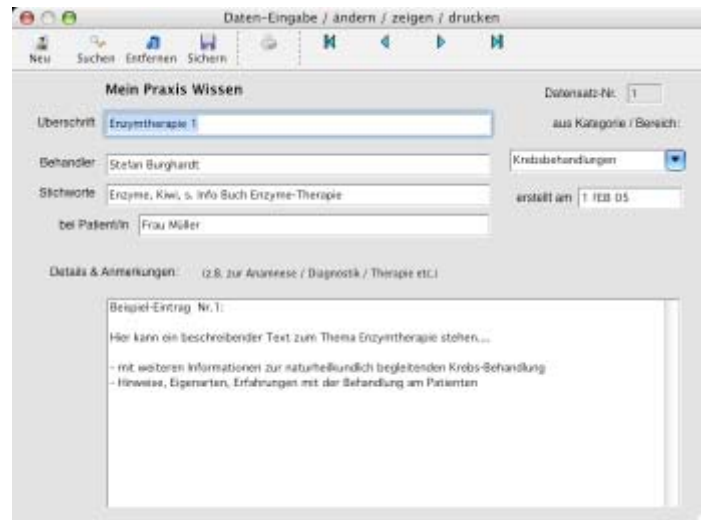 Daten-Eingabe / ändern / zeigen / drucken
Neu Suchen Entfernen Sichern
Mein Praxis Wissen
Datensatz-Nr. 1
Überschrift Enzymtherapie 1
aus Kategorie / Bereich:
Behandler Stefan Burghardt
Krebsbehandlungen
Stichworte Enzyme, Kiwi, s. Info Buch Enzyme-Therapie
erstellt am 1 FEB 05
bei Patient/in Frau Müller
Details & Anmerkungen: (z.B. zur Anamnese / Diagnostik / Therapie etc.)
Beispiel-Eintrag Nr.1:
Hier kann ein beschreibender Text zum Thema Enzymtherapie stehen....
- mit weiteren Informationen zur naturheilkundlich begleitenden Krebs-Behandlung
- Hinweise, Eigenarten, Erfahrungen mit der Behandlung am Patienten